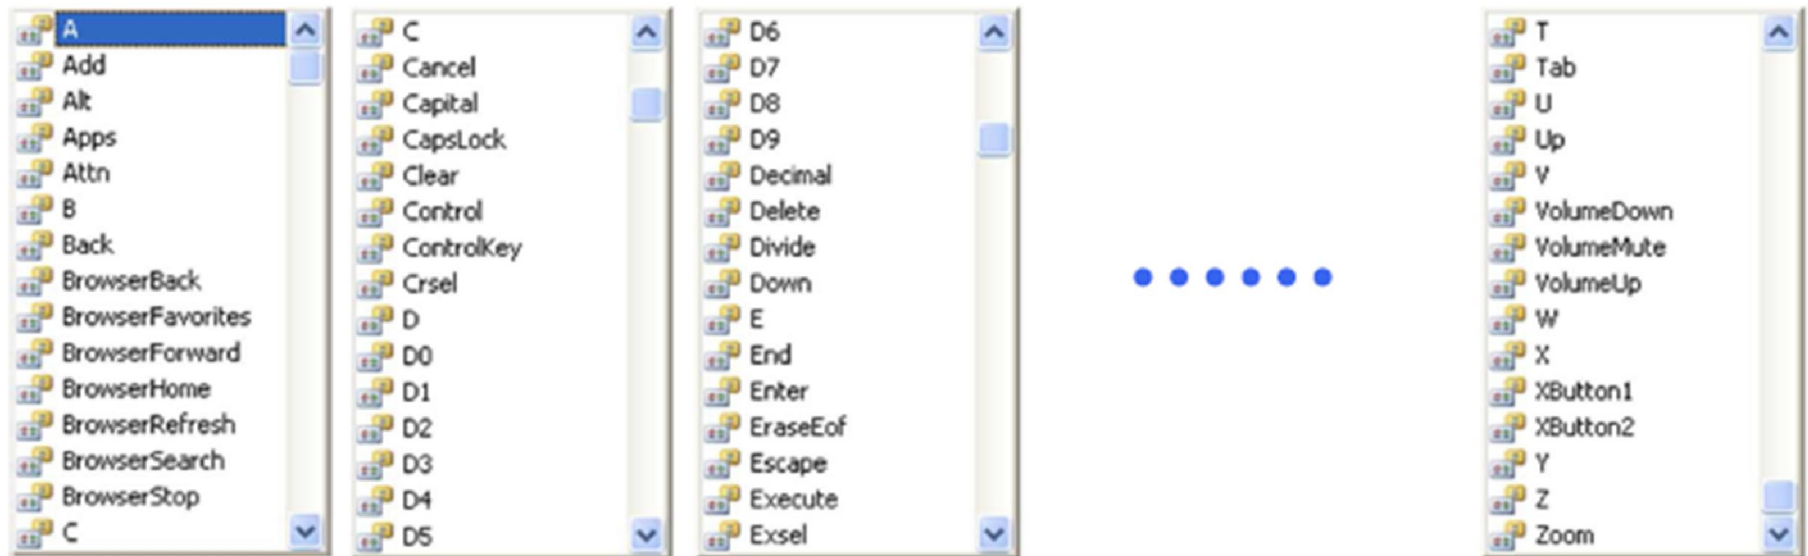 A
Add
Alt
Apps
Attn
B
Back
BrowserBack
BrowserFavorites
BrowserForward
BrowserHome
BrowserRefresh
BrowserSearch
BrowserStop
C
C
Cancel
Capital
CapsLock
Clear
Control
ControlKey
Crsel
D
D0
D1
D2
D3
D4
D5
D6
D7
D8
D9
Decimal
Delete
Divide
Down
E
End
Enter
EraseEof
Escape
Execute
Exsel
T
Tab
U
Up
V
VolumeDown
VolumeMute
VolumeUp
W
X
XButton1
XButton2
Y
Z
Zoom